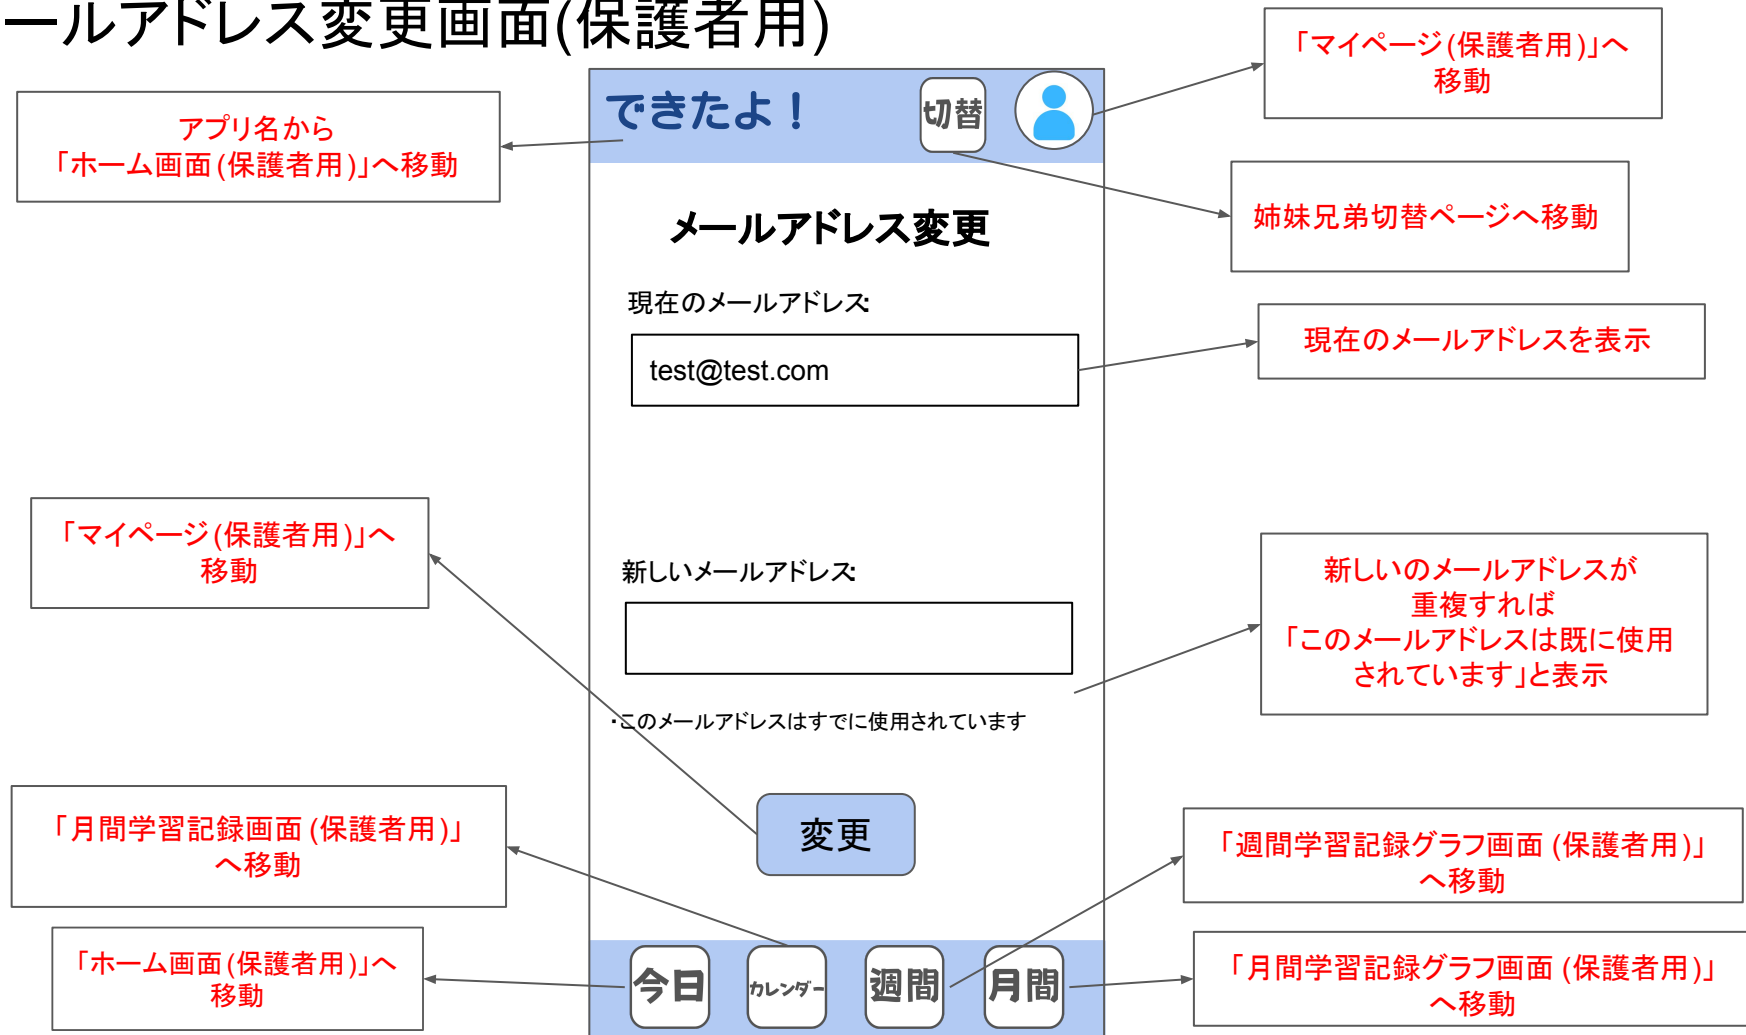 ールアドレス変更画面(保護者用)
「マイページ(保護者用)」へ
移動
アプリ名から
「ホーム画面(保護者用)」へ移動
できたよ！
切替
姉妹兄弟切替ページへ移動
メールアドレス変更
現在のメールアドレス:
test@test.com
現在のメールアドレスを表示
「マイページ(保護者用)」へ
移動
新しいメールアドレス:
新しいのメールアドレスが
重複すれば
「このメールアドレスは既に使用
されています」と表示
・このメールアドレスはすでに使用されています
変更
「月間学習記録画面(保護者用)」
へ移動
「週間学習記録グラフ画面(保護者用)」
へ移動
「ホーム画面(保護者用)」へ
移動
今日
カレンダー
週間
月間
「月間学習記録グラフ画面(保護者用)」
へ移動